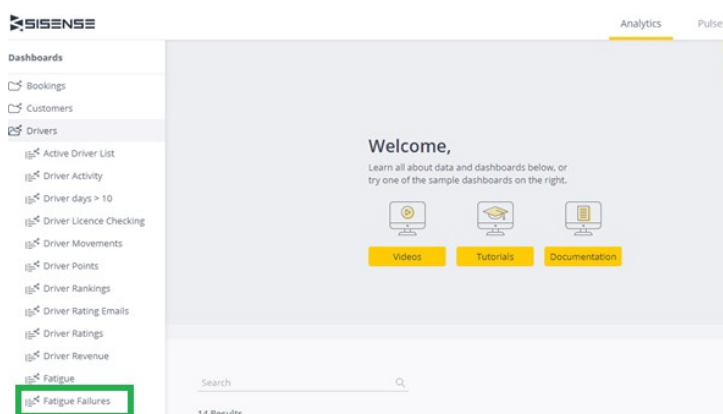 SISENSE
Analytics
Pulse
Dashboards
Bookings
Customers
Drivers
Active Driver List
Driver Activity
Driver days > 10
Driver Licence Checking
Driver Movements
Driver Points
Driver Rankings
Driver Rating Emails
Driver Ratings
Driver Revenue
Fatigue
Fatigue Failures
Welcome,
Learn all about data and dashboards below, or
try one of the sample dashboards on the right.
Videos
Tutorials
Documentation
Search
14 Results